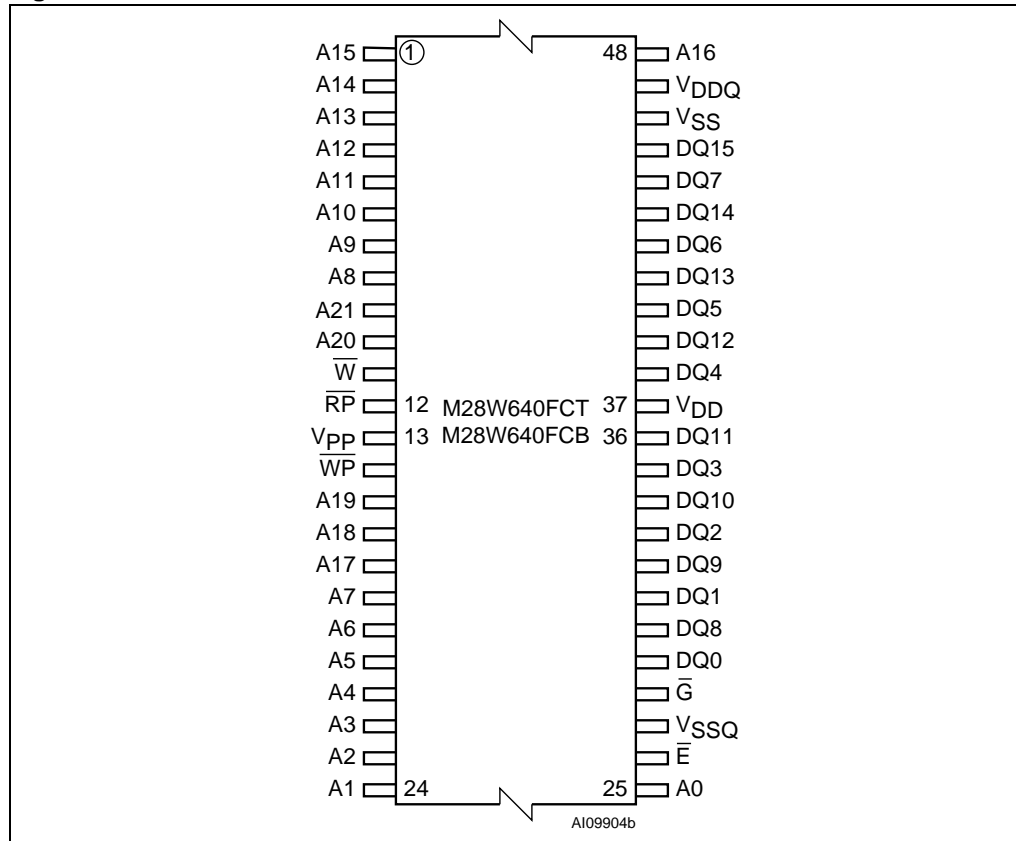 A15 ① 48 A16
A14 VDDQ
A13 VSS
A12 DQ15
A11 DQ7
A10 DQ14
A9 DQ6
A8 DQ13
A21 DQ5
A20 DQ12
W̅ DQ4
R̅P̅ 12 M28W640FCT 37 VDD
VPP 13 M28W640FCB 36 DQ11
W̅P̅ DQ3
A19 DQ10
A18 DQ2
A17 DQ9
A7 DQ1
A6 DQ8
A5 DQ0
A4 G̅
A3 VSSQ
A2 E̅
A1 24 25 A0
AI09904b